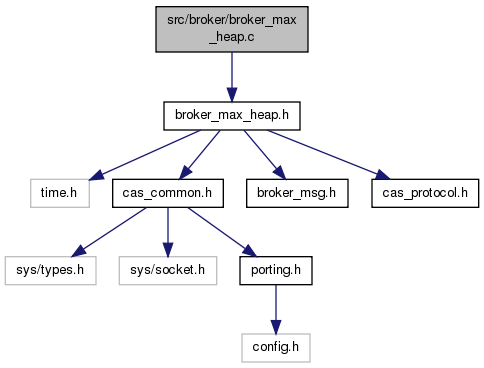 src/broker/broker_max
_heap.c
broker_max_heap.h
time.h
cas_common.h
broker_msg.h
cas_protocol.h
sys/types.h
sys/socket.h
porting.h
config.h